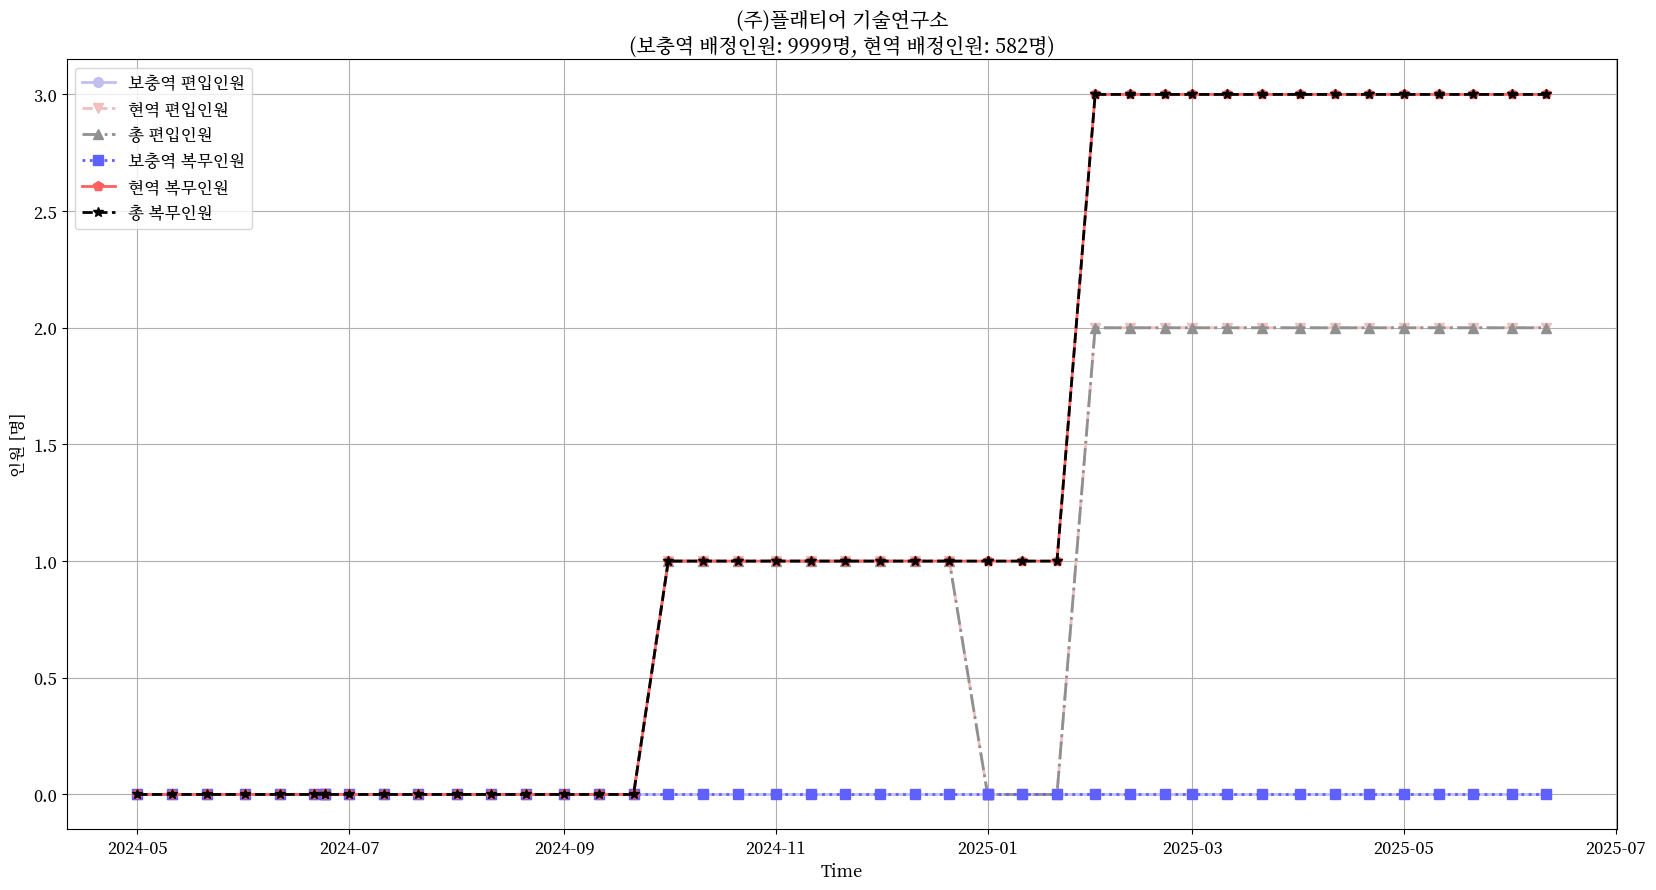 (주)플래티어 기술연구소
(보충역 배정인원: 9999명, 현역 배정인원: 582명)
보충역 편입인원
현역 편입인원
총 편입인원
보충역 복무인원
현역 복무인원
총 복무인원
인원 [명]
3.0
2.5
2.0
1.5
1.0
0.5
0.0
2024-05
2024-07
2024-09
2024-11
2025-01
2025-03
2025-05
2025-07
Time